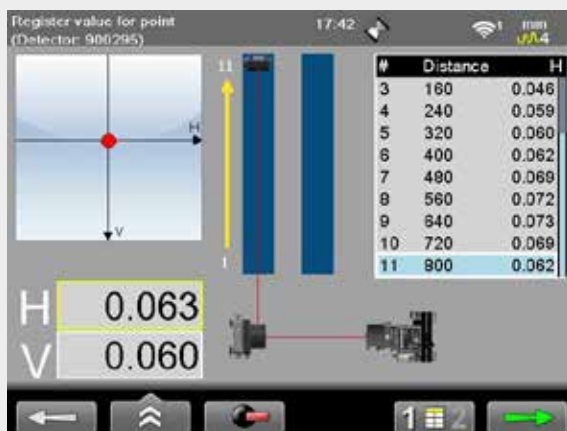 Register value for point
(Detector: 900295)
17:42
1
mm
4
H
V
11
1
# Distance H
3 160 0.046
4 240 0.059
5 320 0.060
6 400 0.062
7 480 0.069
8 560 0.072
9 640 0.073
10 720 0.069
11 800 0.062
H 0.063
V 0.060
1 2